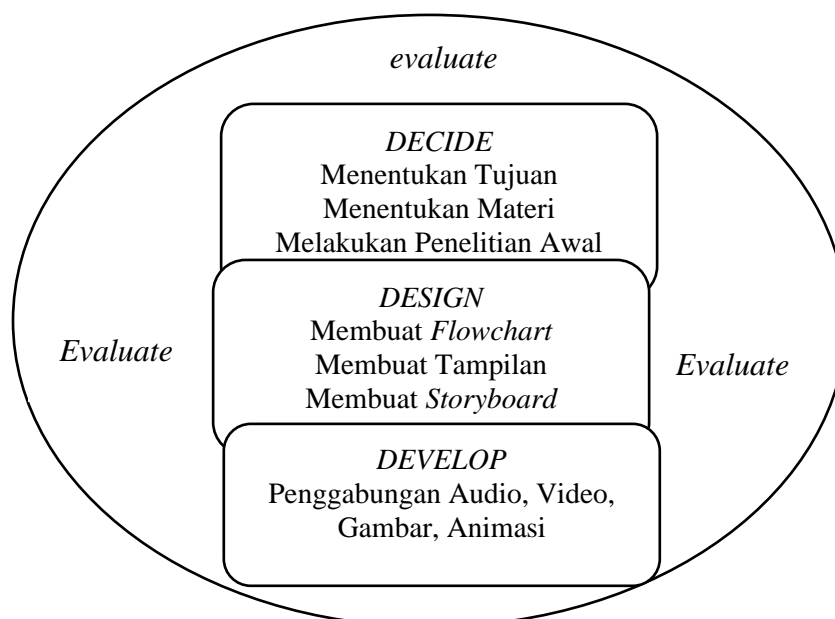 evaluate
DECIDE
Menentukan Tujuan
Menentukan Materi
Melakukan Penelitian Awal
DESIGN
Membuat Flowchart
Evaluate
Membuat Tampilan
Evaluate
Membuat Storyboard
DEVELOP
Penggabungan Audio, Video,
Gambar, Animasi